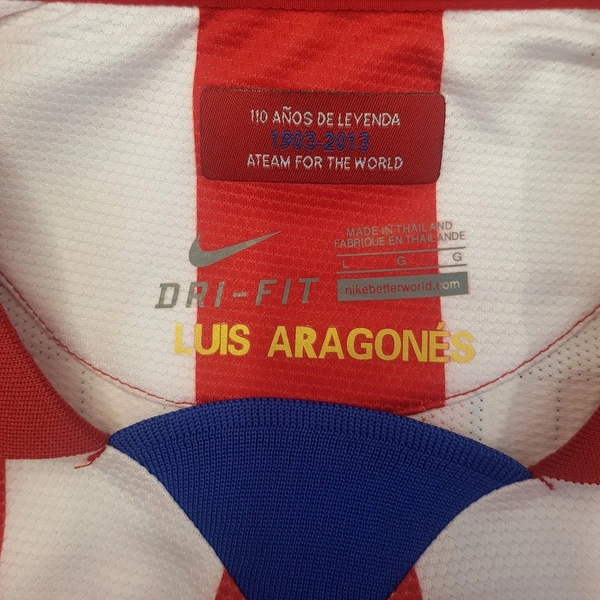 110 AÑOS DE LEYENDA
1903-2013
ATEAM FOR THE WORLD
MADE IN THAILAND
FABRIQUE EN THAILANDE
L G G
nikebetterworld.com
DRI-FIT
LUIS ARAGONÉS